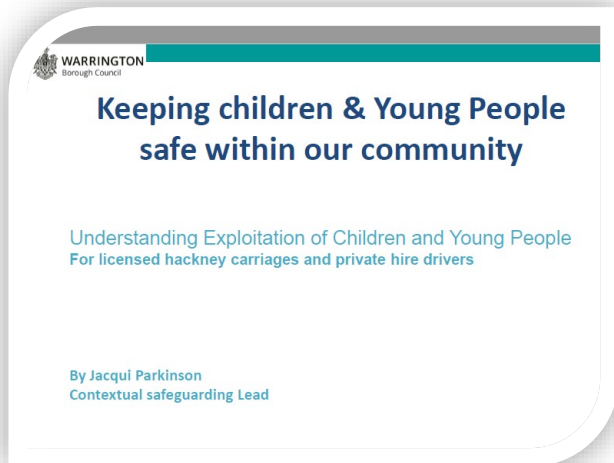 WARRINGTON
Borough Council
Keeping children & Young People
safe within our community
Understanding Exploitation of Children and Young People
For licensed hackney carriages and private hire drivers
By Jacqui Parkinson
Contextual safeguarding Lead